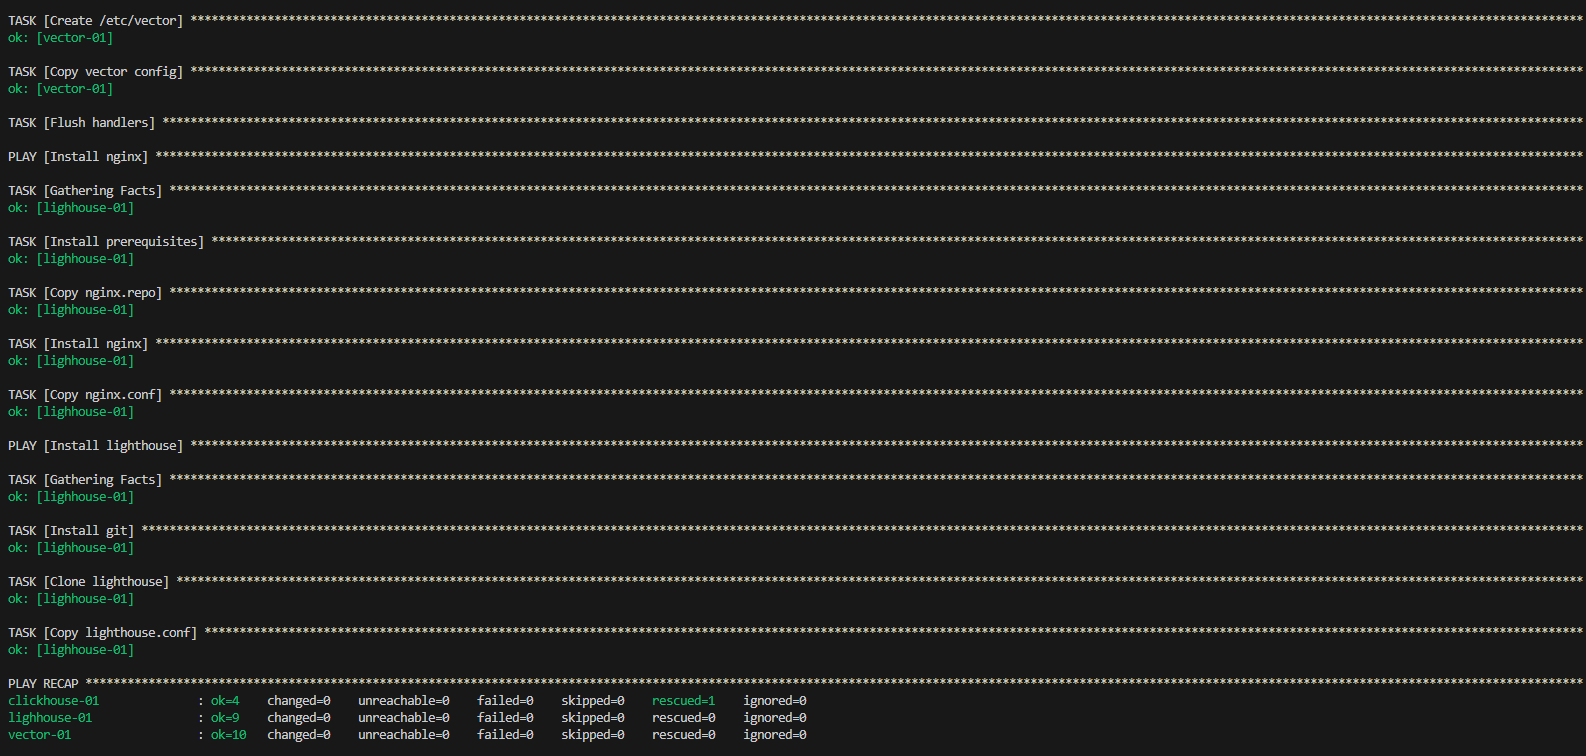 TASK [Create /etc/vector] ****************************************************************************************************
ok: [vector-01]
TASK [Copy vector config] ****************************************************************************************************
ok: [vector-01]
TASK [Flush handlers] ****************************************************************************************************
PLAY [Install nginx] ****************************************************************************************************
TASK [Gathering Facts] ****************************************************************************************************
ok: [lighhouse-01]
TASK [Install prerequisites] ****************************************************************************************************
ok: [lighhouse-01]
TASK [Copy nginx.repo] ****************************************************************************************************
ok: [lighhouse-01]
TASK [Install nginx] ****************************************************************************************************
ok: [lighhouse-01]
TASK [Copy nginx.conf] ****************************************************************************************************
ok: [lighhouse-01]
PLAY [Install lighthouse] ****************************************************************************************************
TASK [Gathering Facts] ****************************************************************************************************
ok: [lighhouse-01]
TASK [Install git] ****************************************************************************************************
ok: [lighhouse-01]
TASK [Clone lighthouse] ****************************************************************************************************
ok: [lighhouse-01]
TASK [Copy lighthouse.conf] ****************************************************************************************************
ok: [lighhouse-01]
PLAY RECAP ****************************************************************************************************
clickhouse-01 : ok=4 changed=0 unreachable=0 failed=0 skipped=0 rescued=1 ignored=0
lighhouse-01 : ok=9 changed=0 unreachable=0 failed=0 skipped=0 rescued=0 ignored=0
vector-01 : ok=10 changed=0 unreachable=0 failed=0 skipped=0 rescued=0 ignored=0